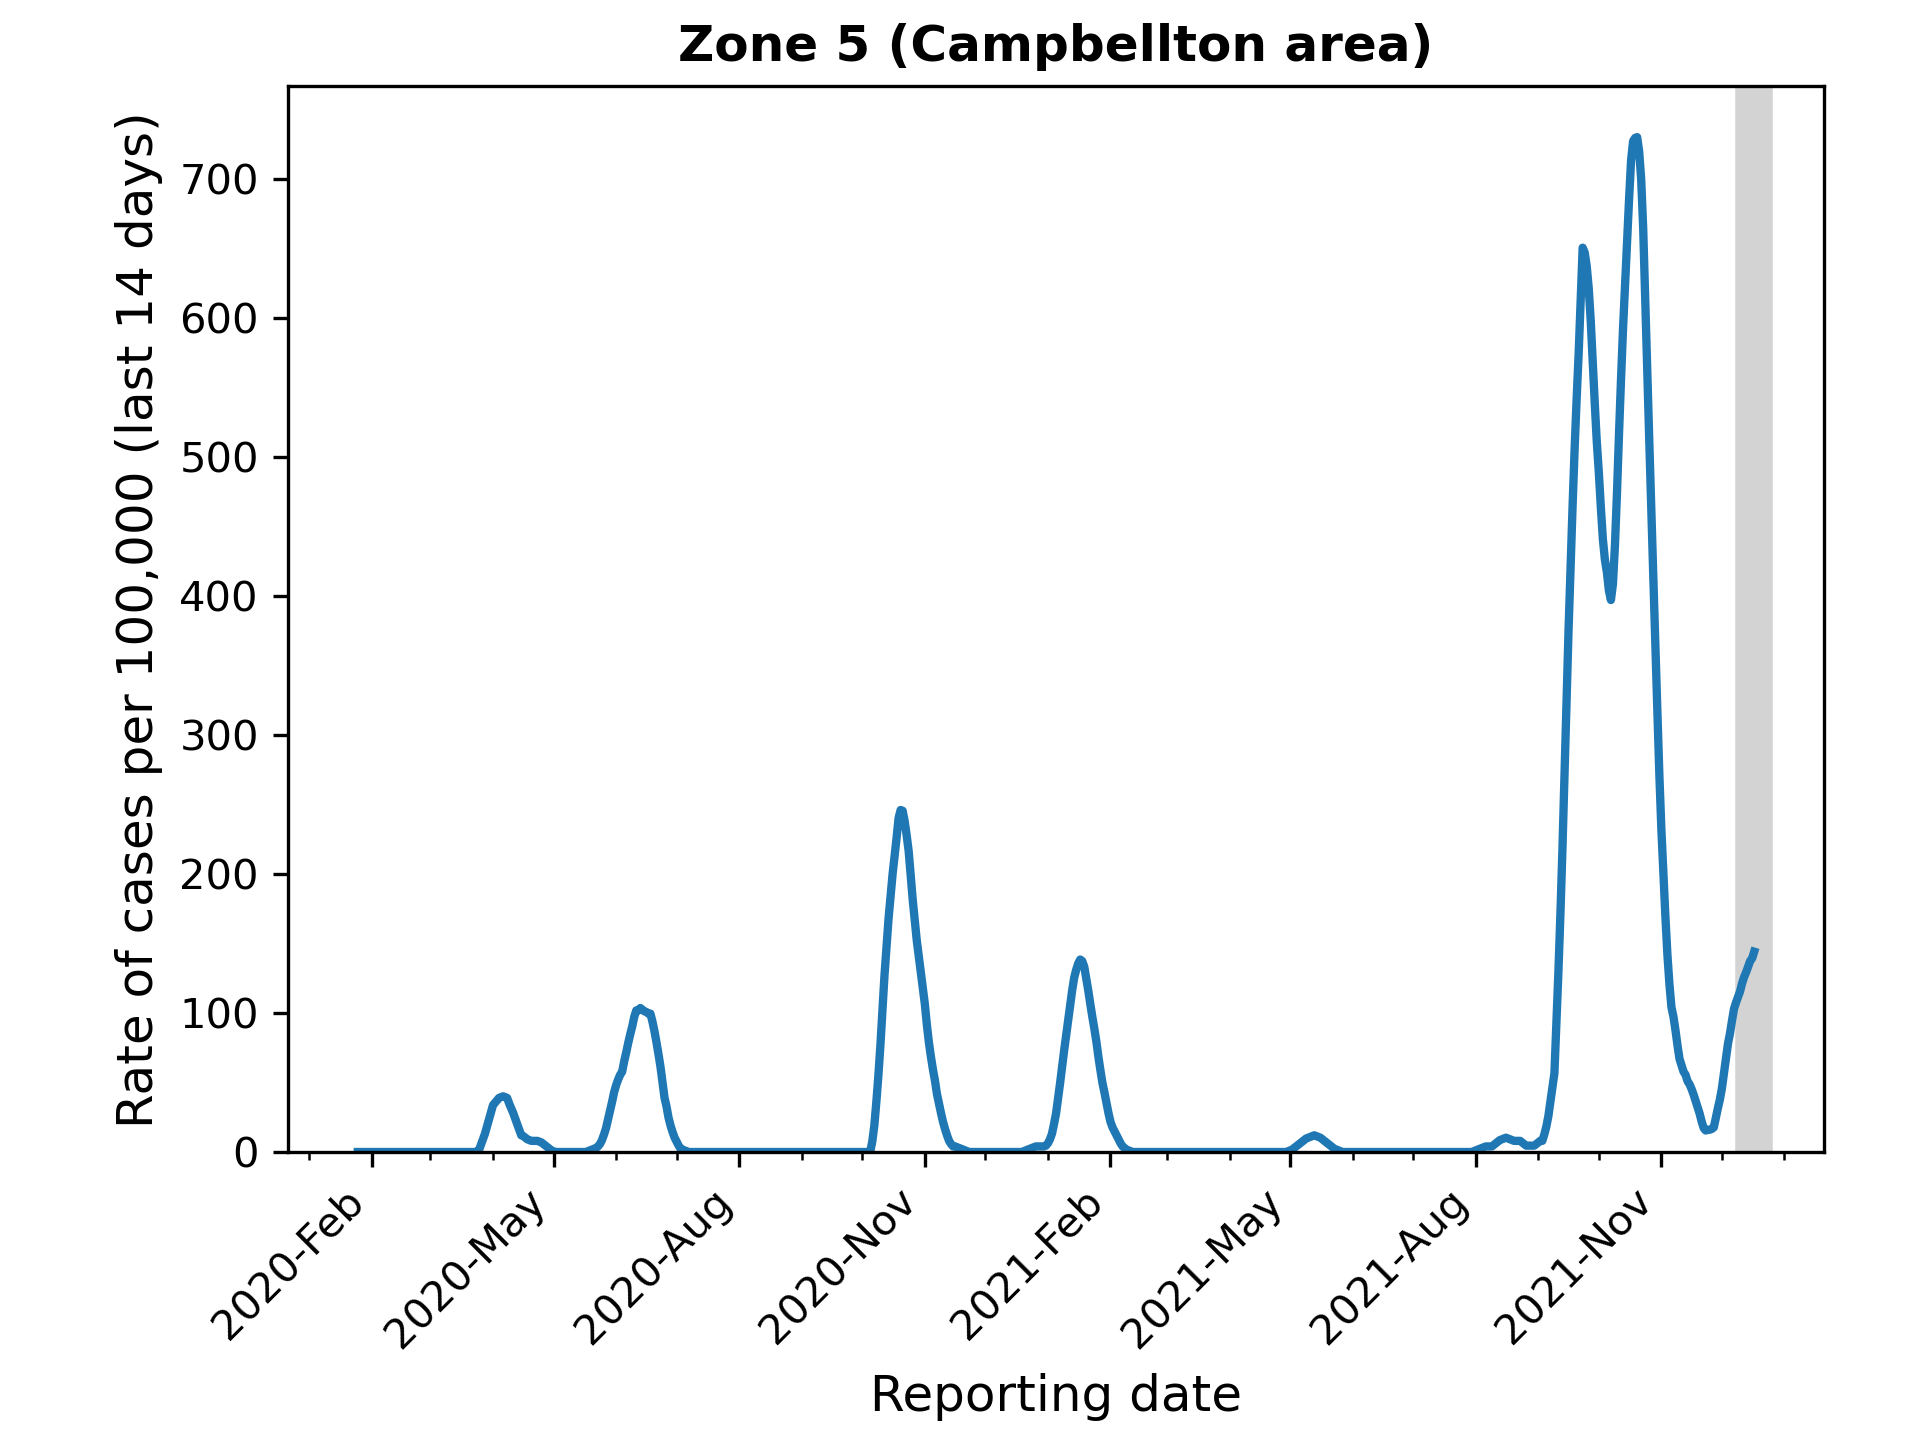 Zone 5 (Campbellton area)
Rate of cases per 100,000 (last 14 days)
700
600
500
400
300
200
100
0
2020-Feb
2020-May
2020-Aug
2020-Nov
2021-Feb
2021-May
2021-Aug
2021-Nov
Reporting date